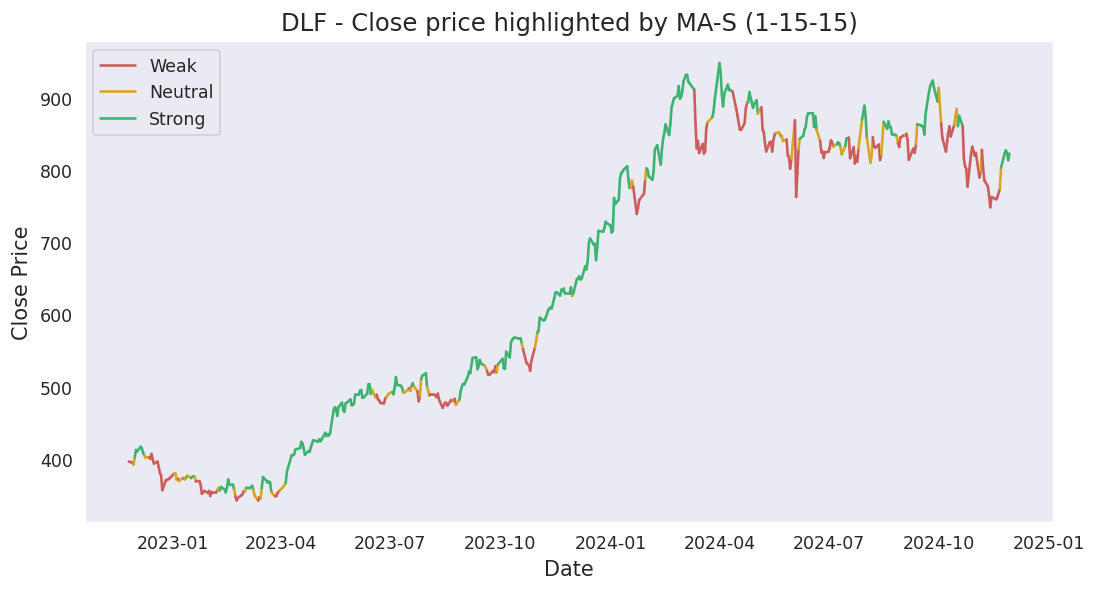 DLF - Close price highlighted by MA-S (1-15-15)
Weak
Neutral
Strong
Close Price
900
800
700
600
500
400
2023-01 2023-04 2023-07 2023-10 2024-01 2024-04 2024-07 2024-10 2025-01
Date